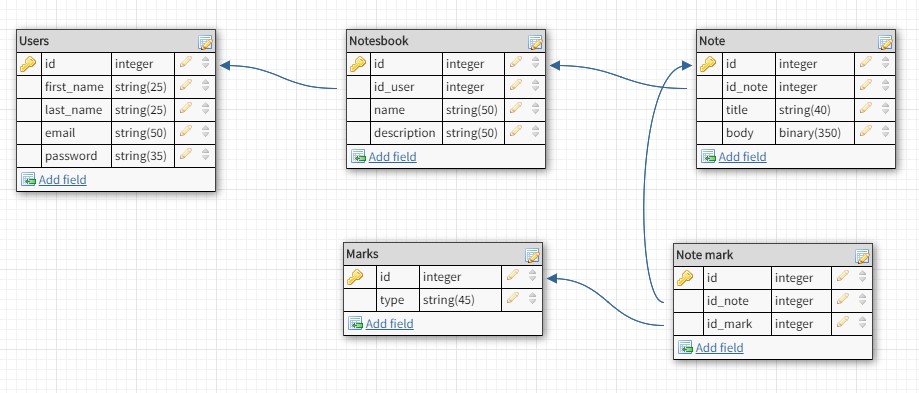 Users
id integer
first_name string(25)
last_name string(25)
email string(50)
password string(35)
Add field
Notesbook
id integer
id_user integer
name string(50)
description string(50)
Add field
Note
id integer
id_note integer
title string(40)
body binary(350)
Add field
Marks
id integer
type string(45)
Add field
Note mark
id integer
id_note integer
id_mark integer
Add field